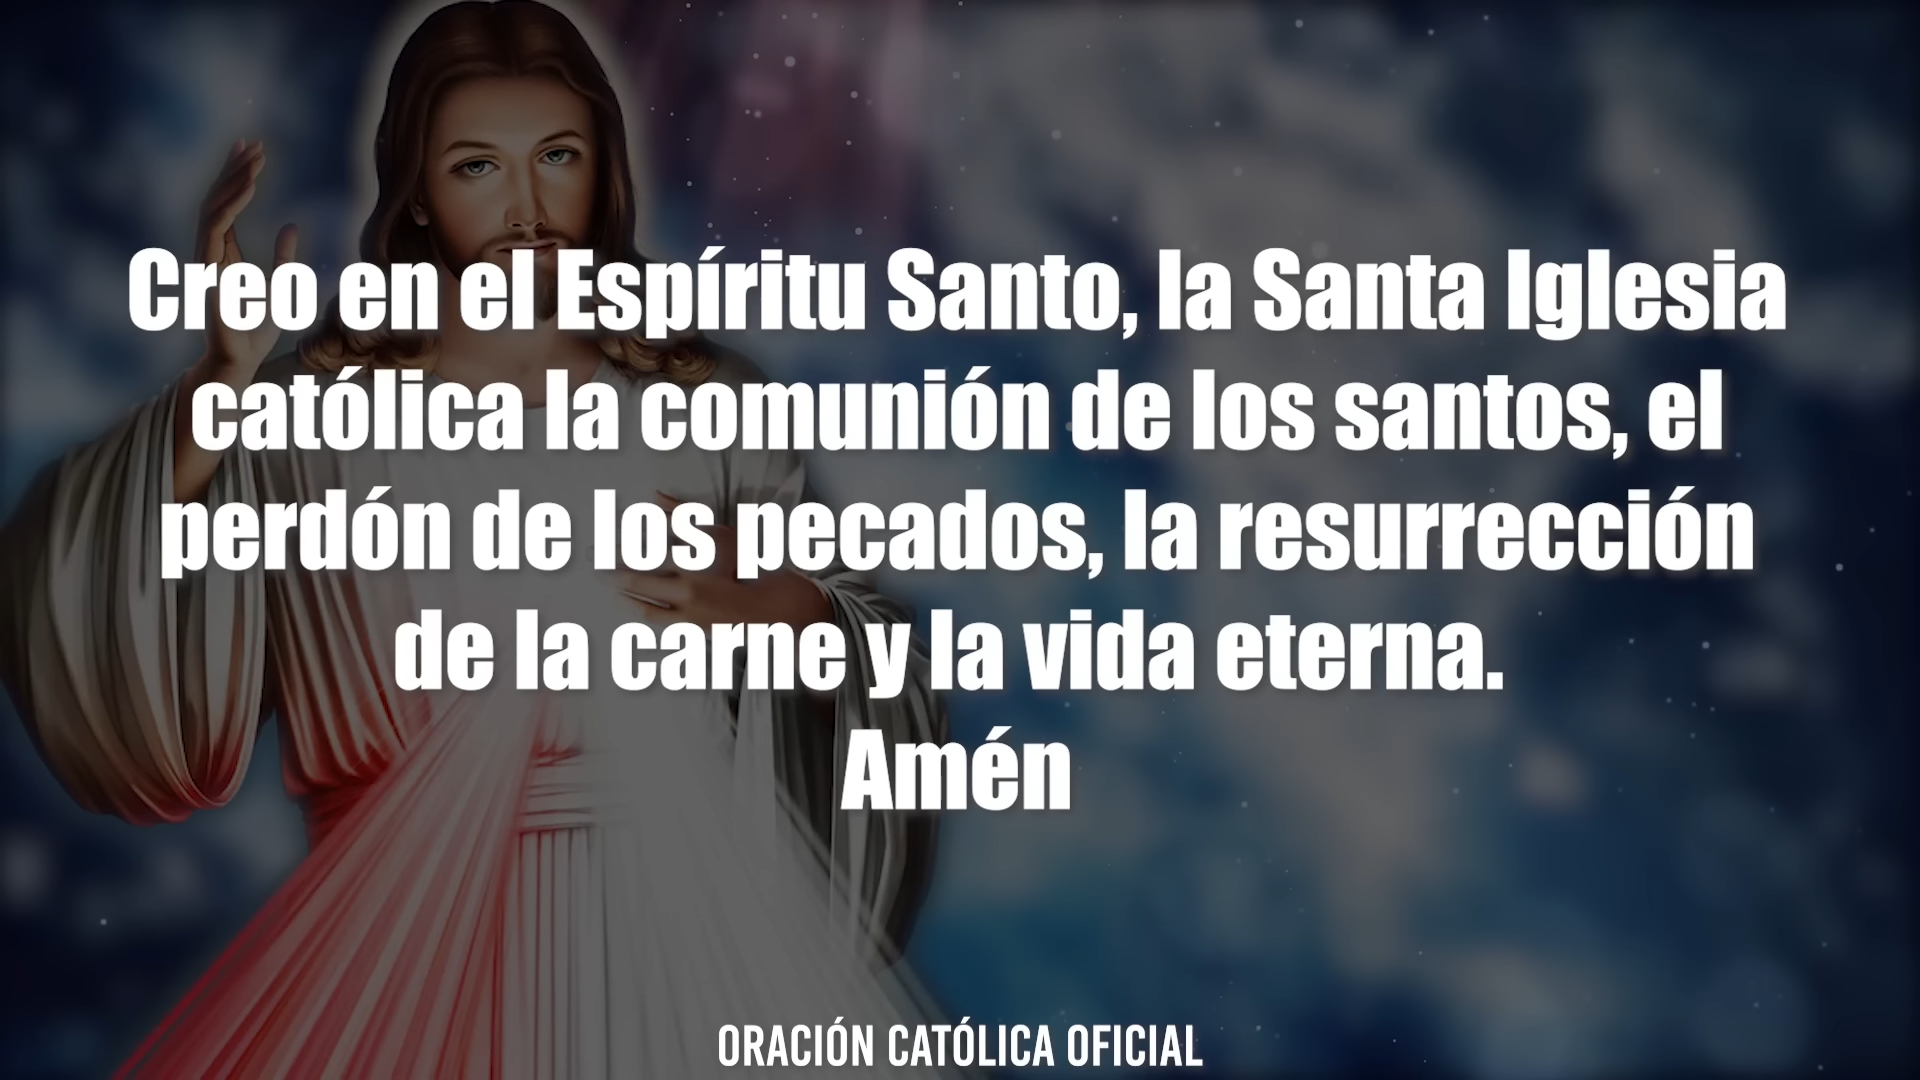 Creo en el Espíritu Santo, la Santa Iglesia
católica la comunión de los santos, el
perdón de los pecados, la resurrección
de la carne y la vida eterna.
Amén
ORACIÓN CATÓLICA OFICIAL